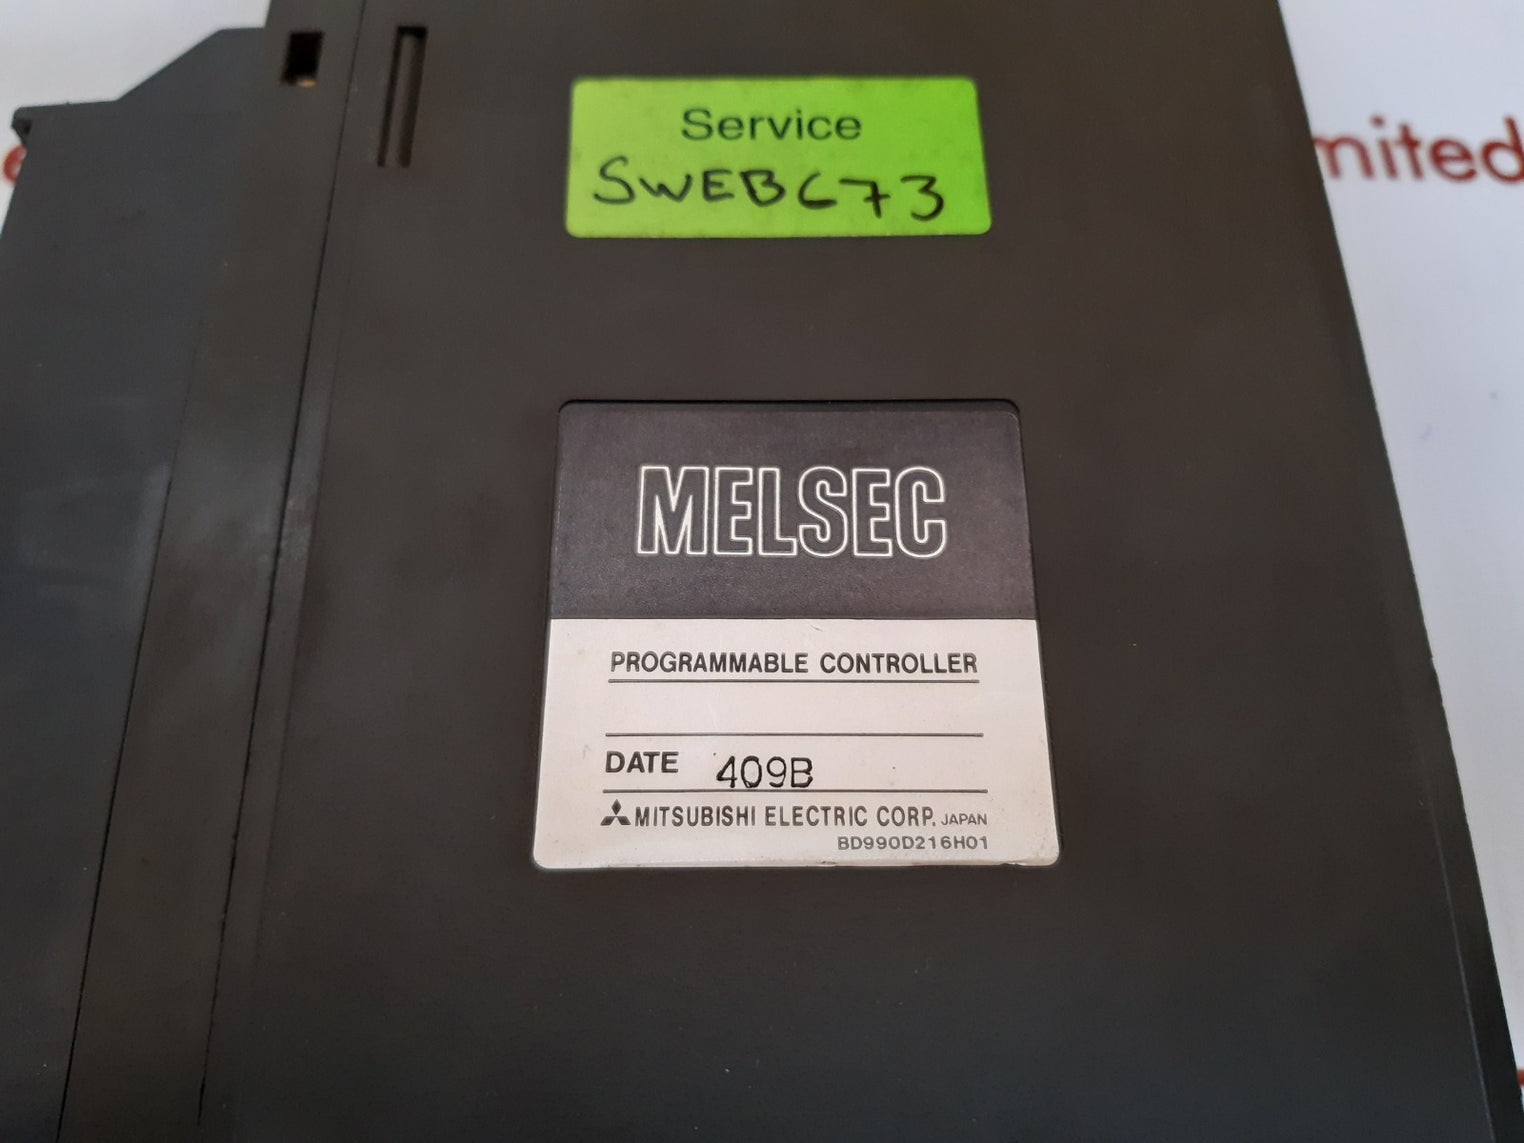 Service
SWEBC73
mited
MELSEC
PROGRAMMABLE CONTROLLER
DATE 409B
MITSUBISHI ELECTRIC CORP. JAPAN
BD990D216H01